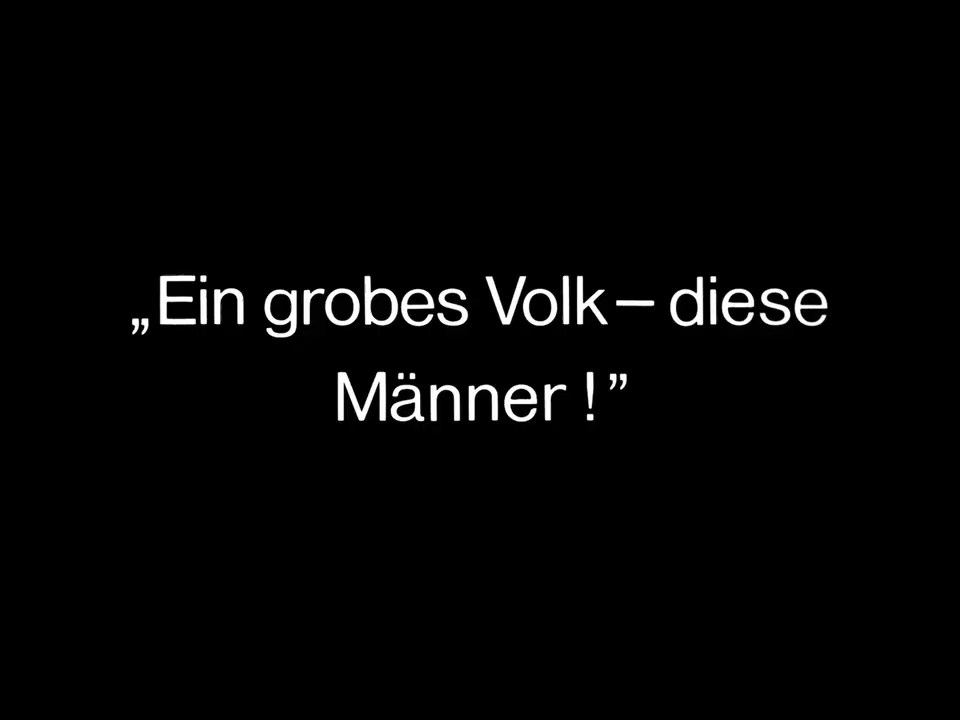 „Ein grobes Volk – diese
Männer !”